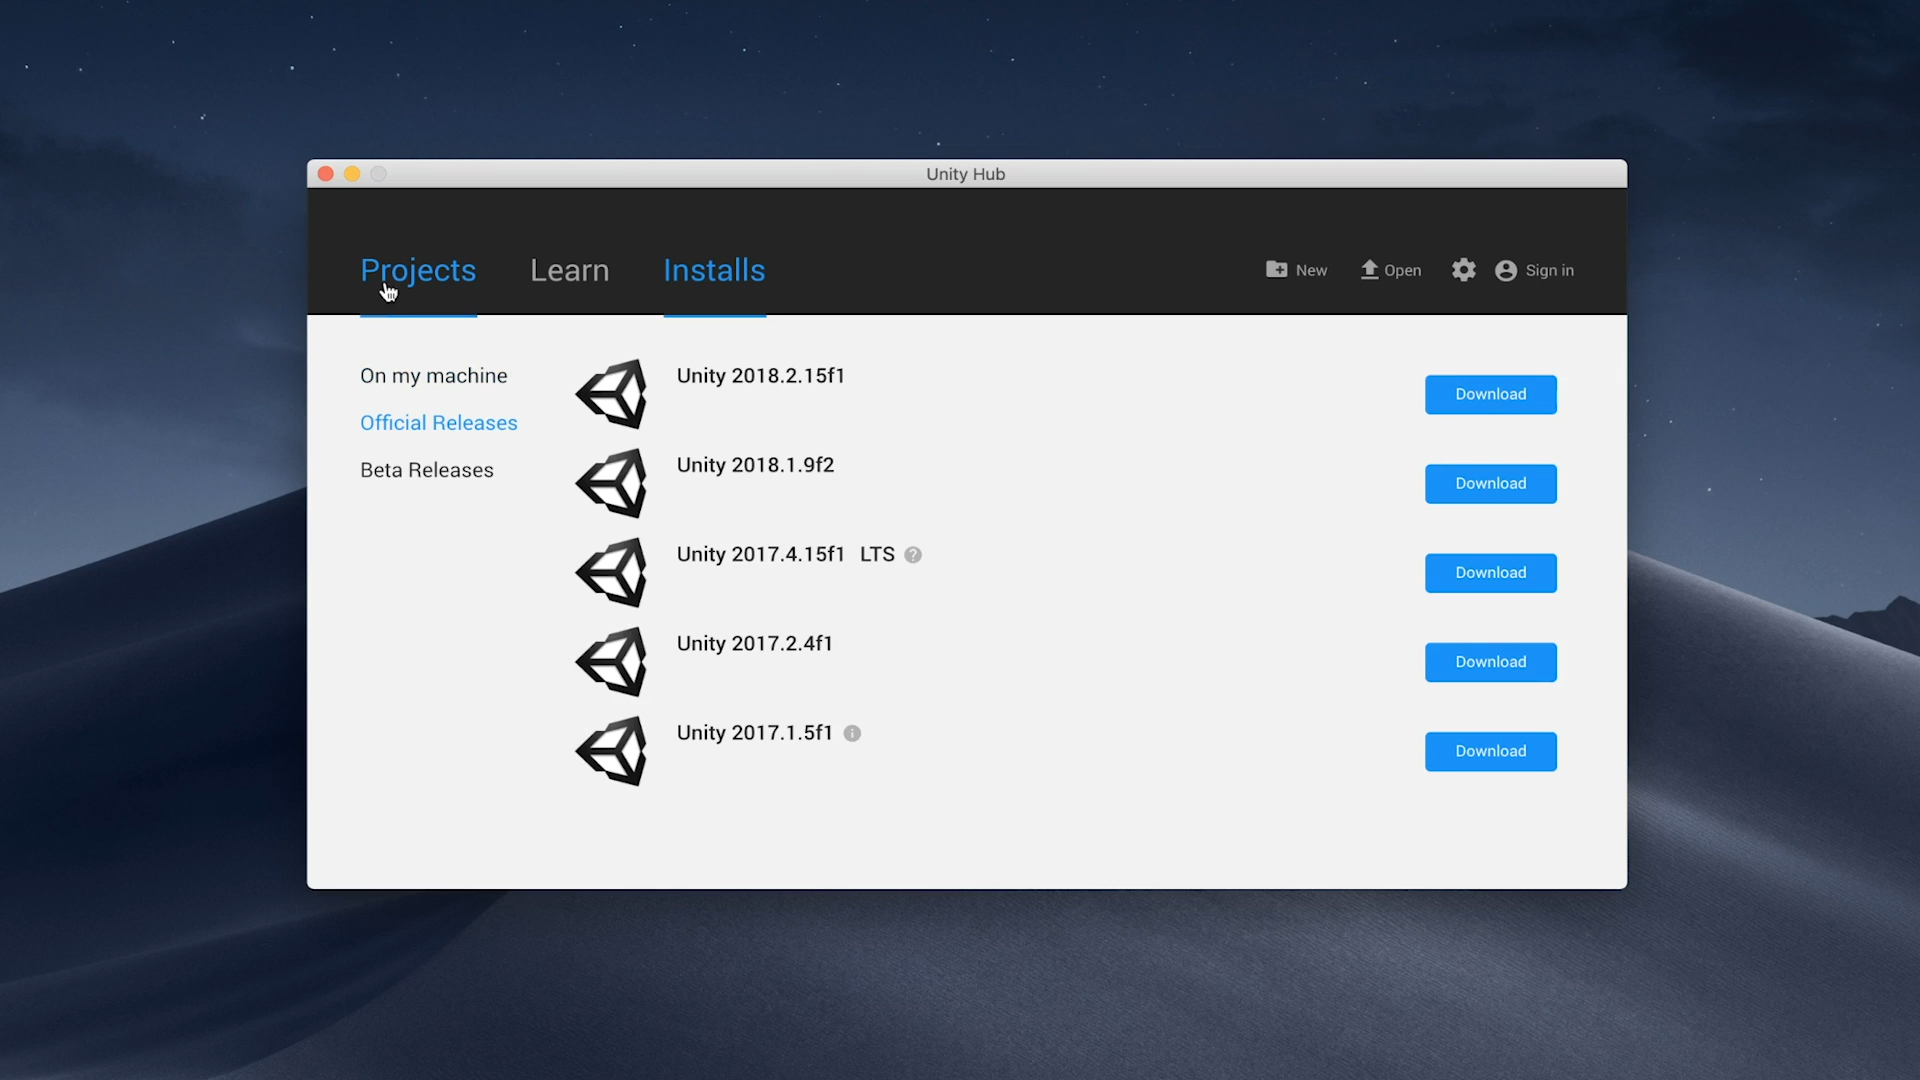 Unity Hub
Projects Learn Installs New Open Sign in
On my machine
Official Releases
Beta Releases
Unity 2018.2.15f1 Download
Unity 2018.1.9f2 Download
Unity 2017.4.15f1 LTS ? Download
Unity 2017.2.4f1 Download
Unity 2017.1.5f1 i Download